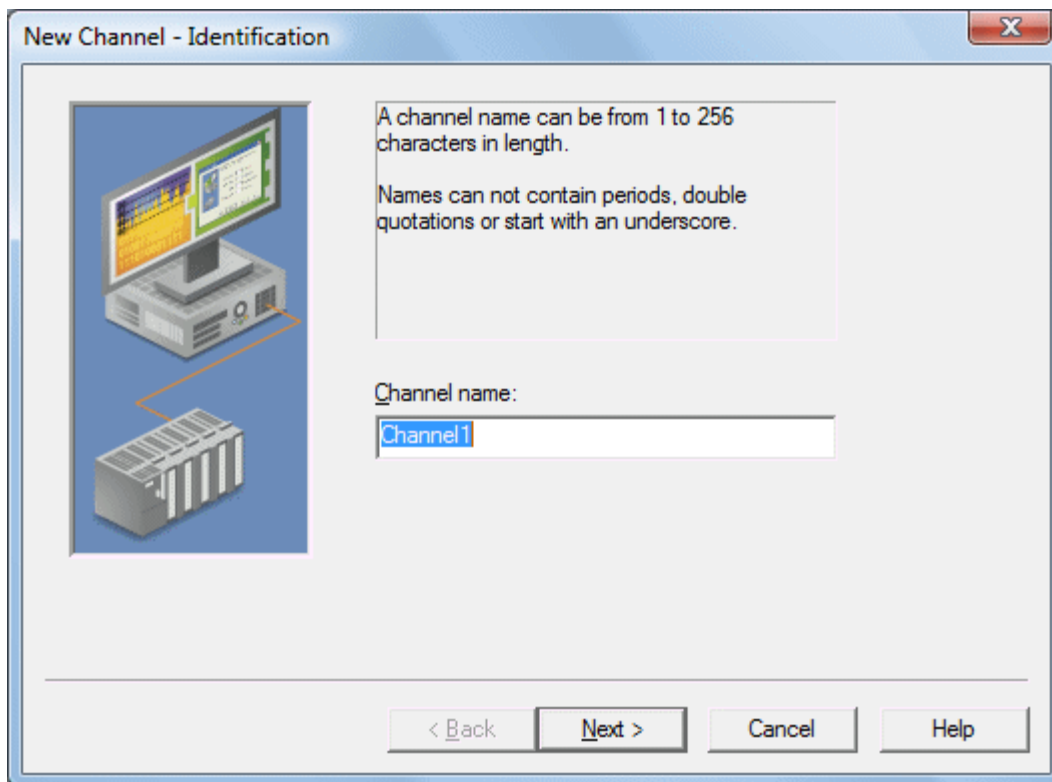 New Channel - Identification
A channel name can be from 1 to 256
characters in length.
Names can not contain periods, double
quotations or start with an underscore.
Channel name:
Channel1
< Back
Next >
Cancel
Help